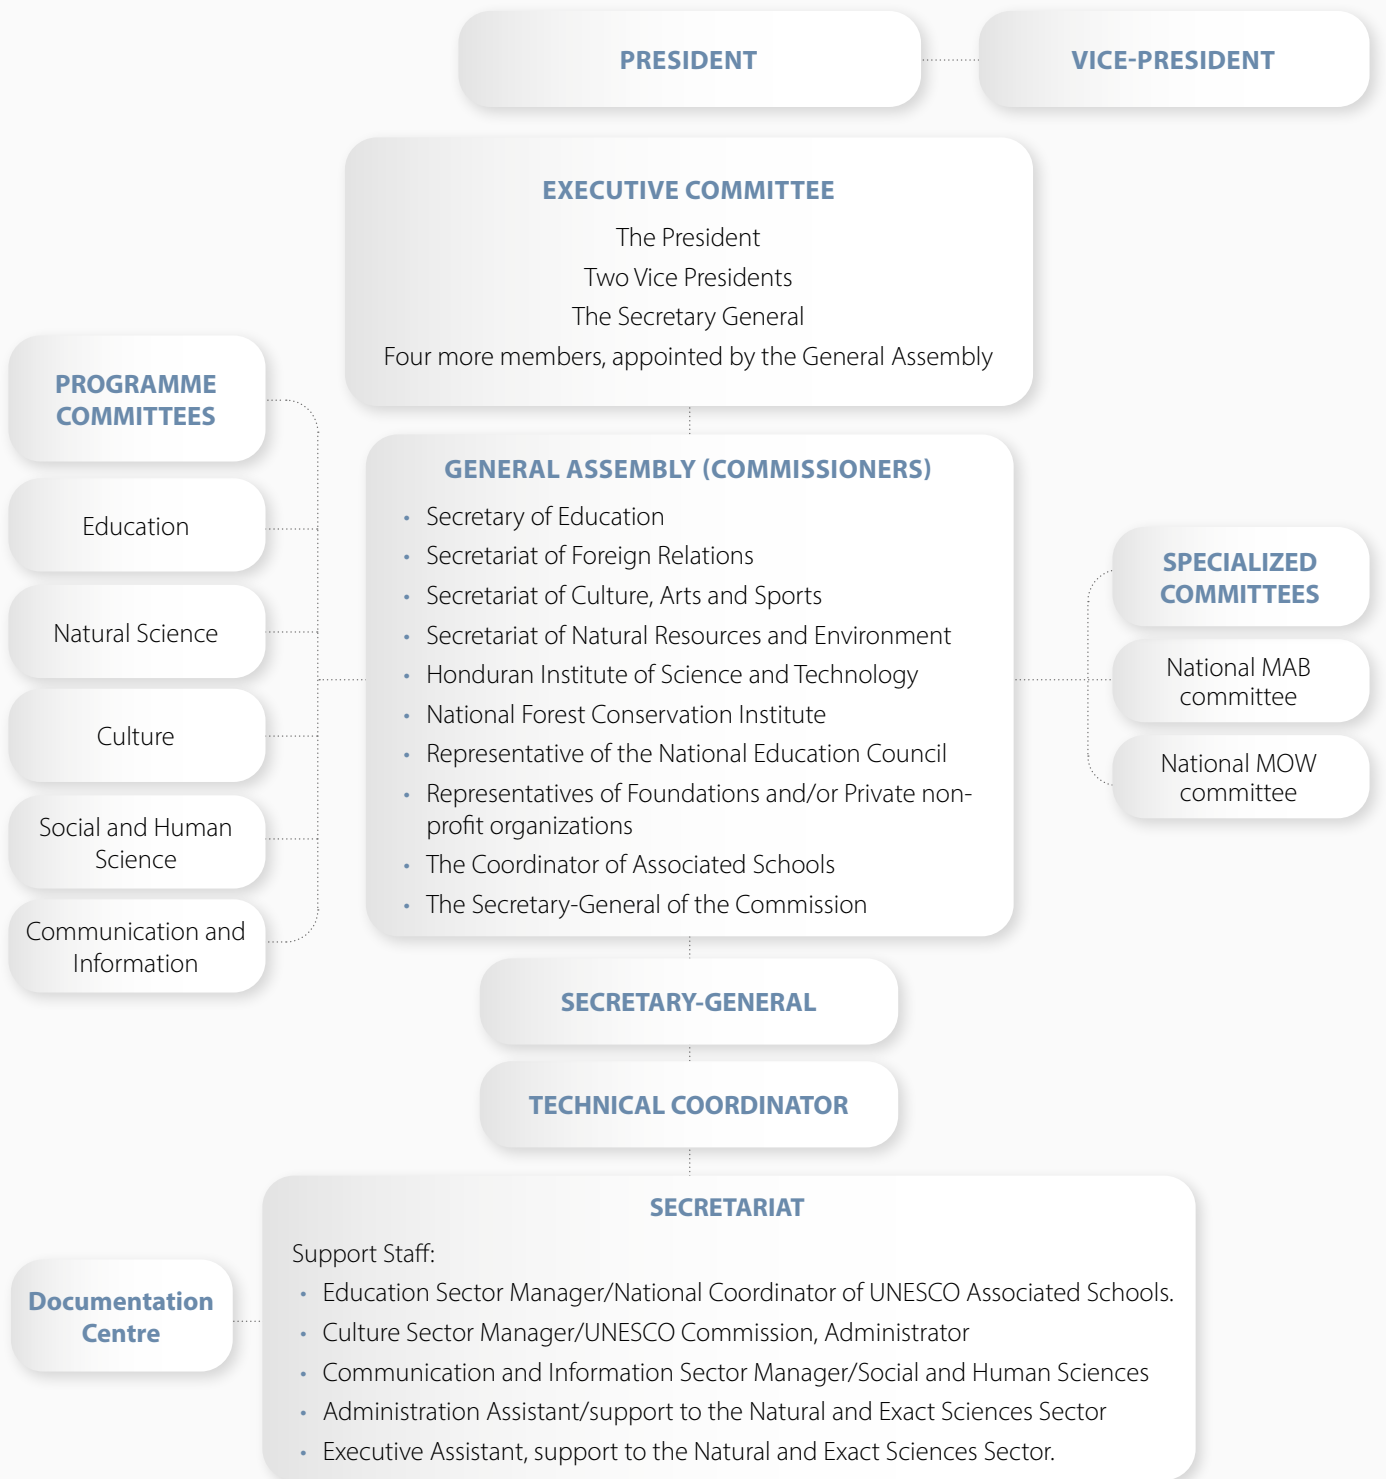 PRESIDENT
VICE-PRESIDENT
EXECUTIVE COMMITTEE
The President
Two Vice Presidents
The Secretary General
Four more members, appointed by the General Assembly
PROGRAMME
COMMITTEES
Education
Natural Science
Culture
Social and Human
Science
Communication and
Information
GENERAL ASSEMBLY (COMMISSIONERS)
• Secretary of Education
• Secretariat of Foreign Relations
• Secretariat of Culture, Arts and Sports
• Secretariat of Natural Resources and Environment
• Honduran Institute of Science and Technology
• National Forest Conservation Institute
• Representative of the National Education Council
• Representatives of Foundations and/or Private non-
profit organizations
• The Coordinator of Associated Schools
• The Secretary-General of the Commission
SPECIALIZED
COMMITTEES
National MAB
committee
National MOW
committee
SECRETARY-GENERAL
TECHNICAL COORDINATOR
SECRETARIAT
Support Staff:
• Education Sector Manager/National Coordinator of UNESCO Associated Schools.
• Culture Sector Manager/UNESCO Commission, Administrator
• Communication and Information Sector Manager/Social and Human Sciences
• Administration Assistant/support to the Natural and Exact Sciences Sector
• Executive Assistant, support to the Natural and Exact Sciences Sector.
Documentation
Centre